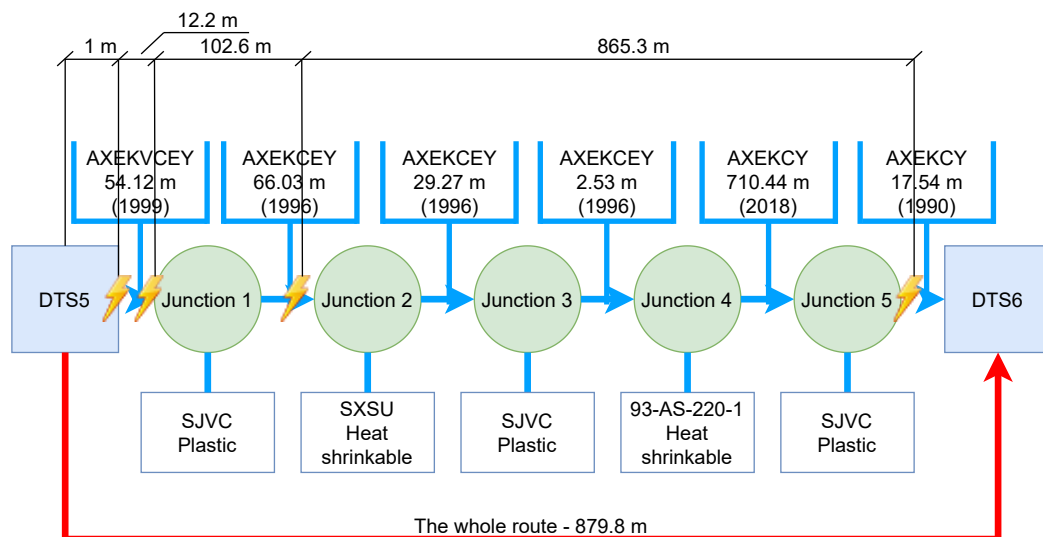 12.2 m
1 m
102.6 m
865.3 m
AXEKVCEY
54.12 m
(1999)
AXEKCEY
66.03 m
(1996)
AXEKCEY
29.27 m
(1996)
AXEKCEY
2.53 m
(1996)
AXEKCY
710.44 m
(2018)
AXEKCY
17.54 m
(1990)
DTS5
Junction 1
Junction 2
Junction 3
Junction 4
Junction 5
DTS6
SJVC
Plastic
SXSU
Heat
shrinkable
SJVC
Plastic
93-AS-220-1
Heat
shrinkable
SJVC
Plastic
The whole route - 879.8 m